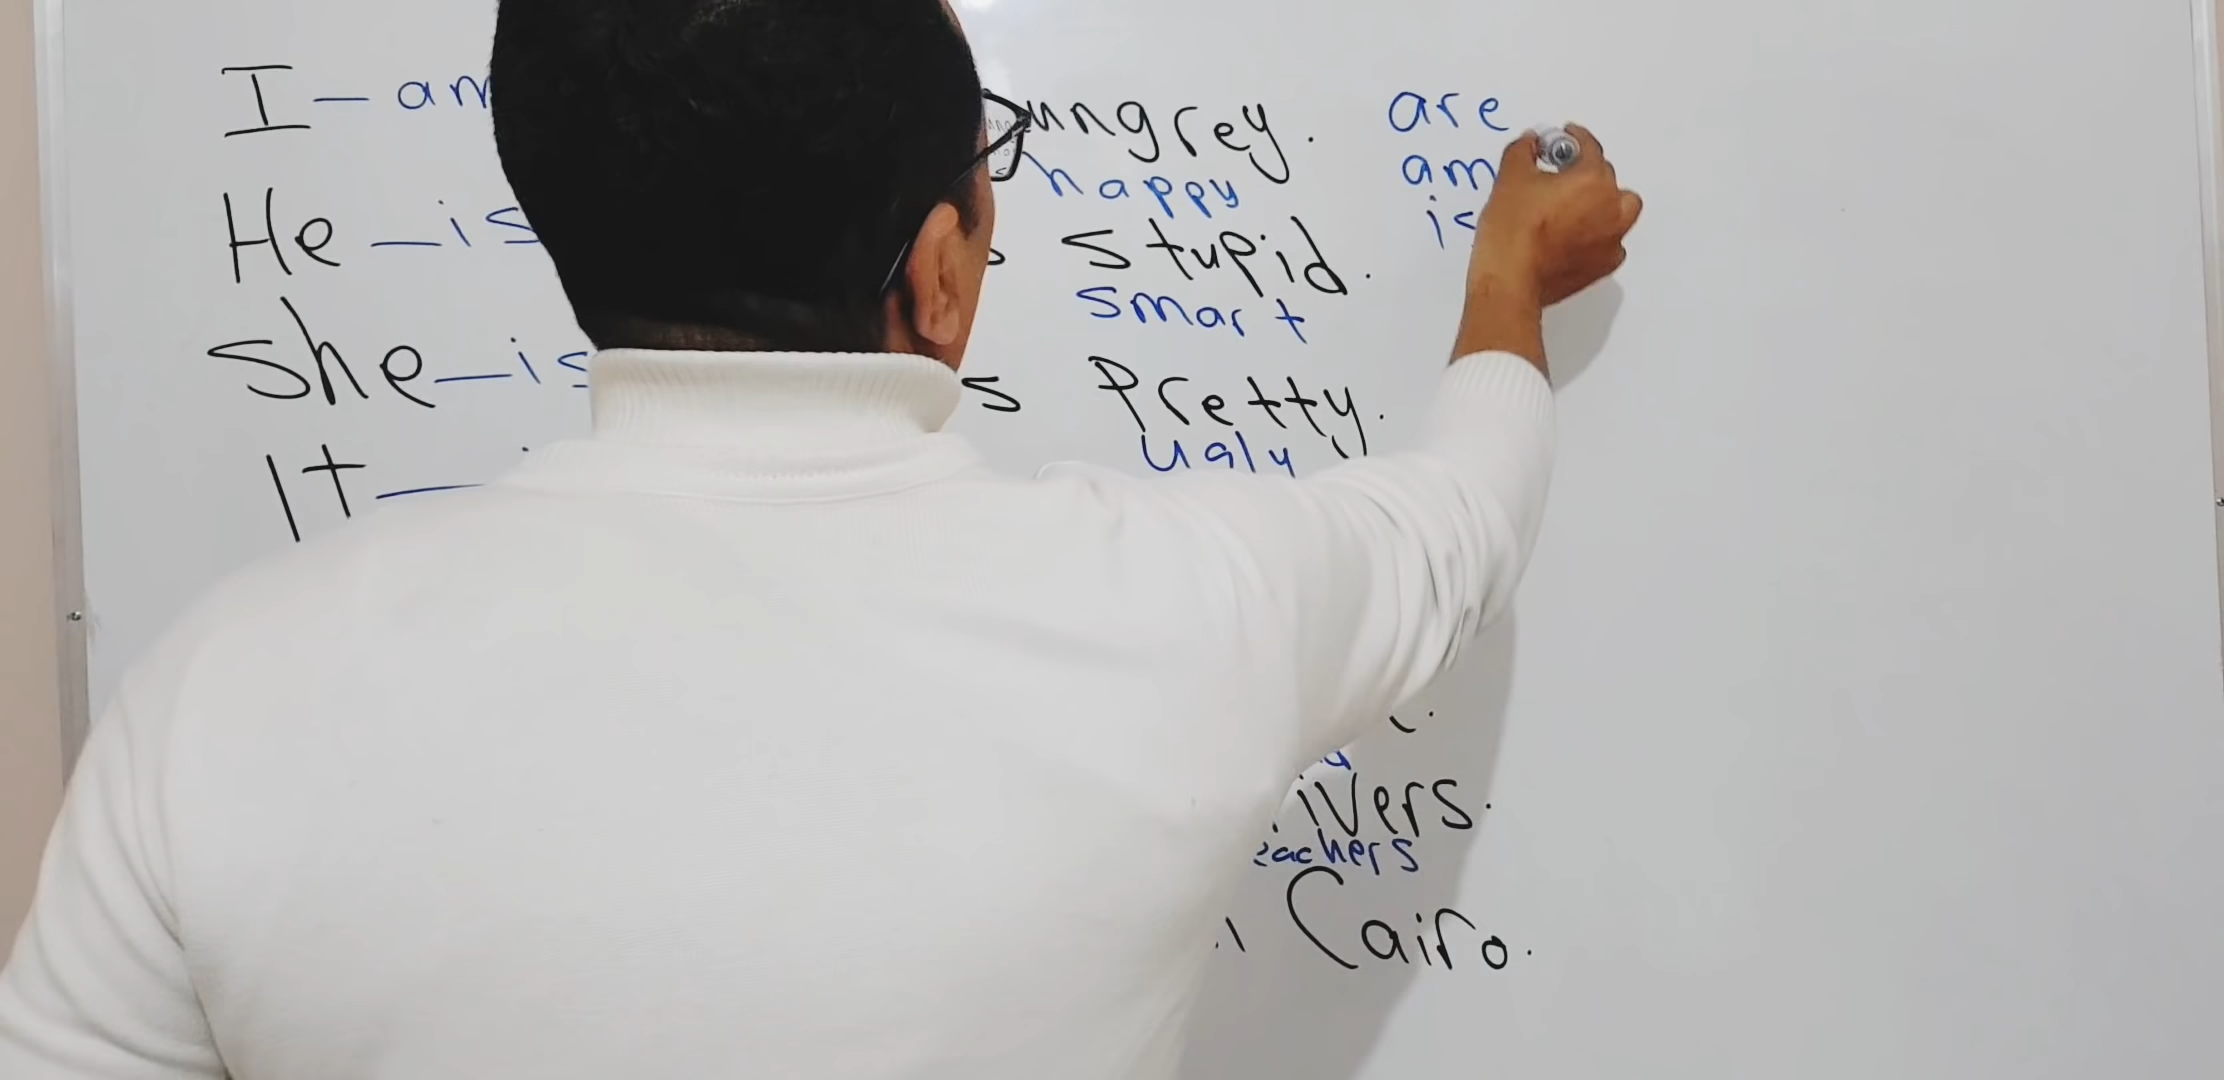 I — am
ungrey. are
happy am
He — is
stupid. is
smart
She — is
s Pretty.
ugly
It —
ivers.
eachers
Cairo.